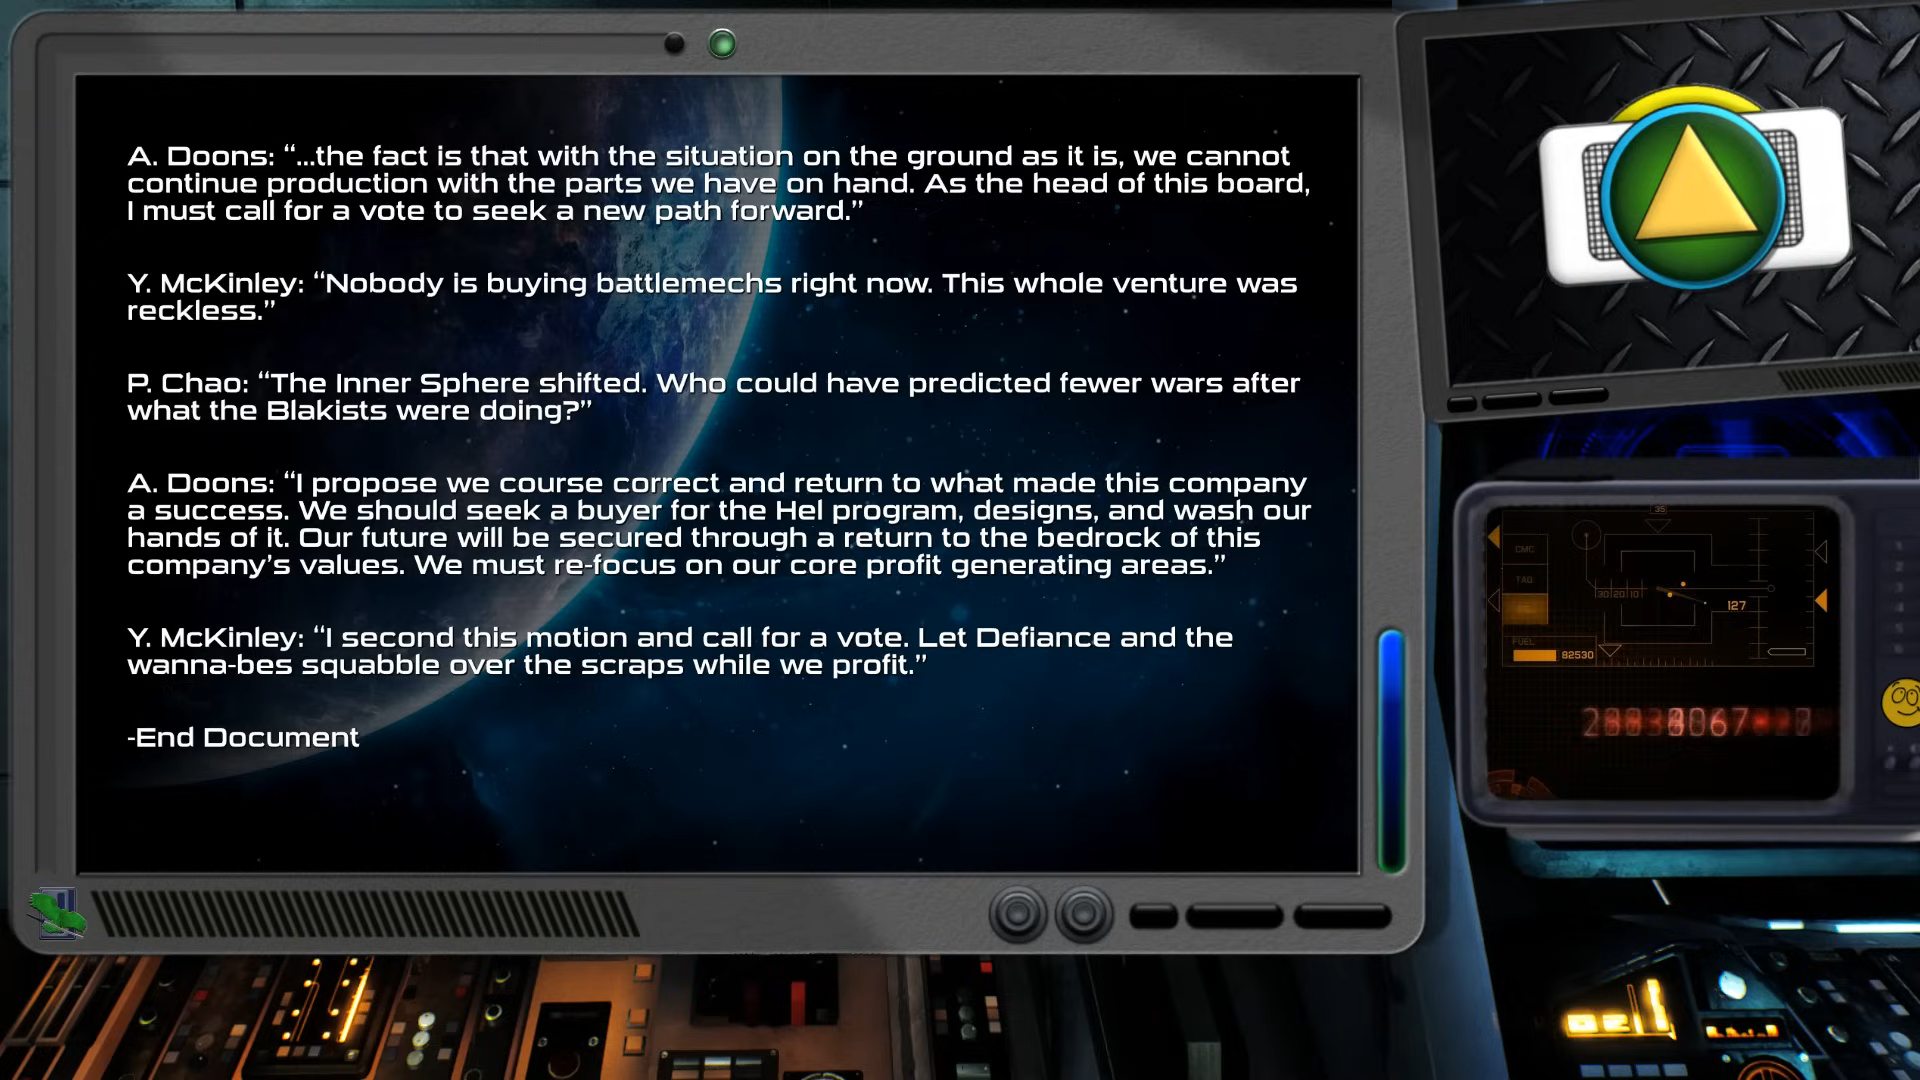 A. Doons: “...the fact is that with the situation on the ground as it is, we cannot
continue production with the parts we have on hand. As the head of this board,
I must call for a vote to seek a new path forward.”
Y. McKinley: “Nobody is buying battlemechs right now. This whole venture was
reckless.”
P. Chao: “The Inner Sphere shifted. Who could have predicted fewer wars after
what the Blakists were doing?”
A. Doons: “I propose we course correct and return to what made this company
a success. We should seek a buyer for the Hel program, designs, and wash our
hands of it. Our future will be secured through a return to the bedrock of this
company’s values. We must re-focus on our core profit generating areas.”
Y. McKinley: “I second this motion and call for a vote. Let Defiance and the
wanna-bes squabble over the scraps while we profit.”
-End Document
35
CMC
TAG
30 20 10
127
FUEL
82530